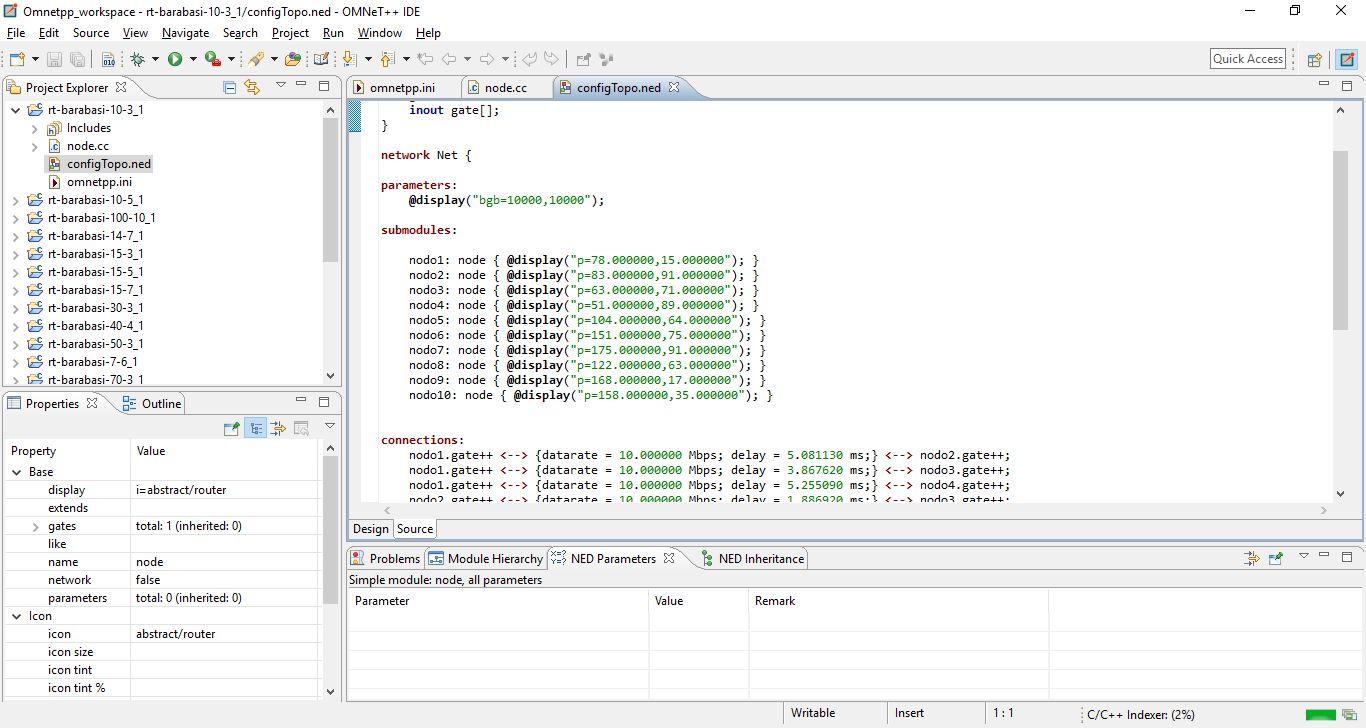 Omnetpp_workspace - rt-barabasi-10-3_1/configTopo.ned - OMNeT++ IDE
File Edit Source View Navigate Search Project Run Window Help
Quick Access
Project Explorer
rt-barabasi-10-3_1
Includes
node.cc
configTopo.ned
omnetpp.ini
rt-barabasi-10-5_1
rt-barabasi-100-10_1
rt-barabasi-14-7_1
rt-barabasi-15-3_1
rt-barabasi-15-5_1
rt-barabasi-15-7_1
rt-barabasi-30-3_1
rt-barabasi-40-4_1
rt-barabasi-50-3_1
rt-barabasi-7-6_1
rt-barabasi-70-3_1
Properties Outline
Property Value
Base
display i=abstract/router
extends
gates total: 1 (inherited: 0)
like
name node
network false
parameters total: 0 (inherited: 0)
Icon
icon abstract/router
icon size
icon tint
icon tint %
omnetpp.ini node.cc configTopo.ned
inout gate[];
}
network Net {
parameters:
@display("bgb=10000,10000");
submodules:
nodo1: node { @display("p=78.000000,15.000000"); }
nodo2: node { @display("p=83.000000,91.000000"); }
nodo3: node { @display("p=63.000000,71.000000"); }
nodo4: node { @display("p=51.000000,89.000000"); }
nodo5: node { @display("p=104.000000,64.000000"); }
nodo6: node { @display("p=151.000000,75.000000"); }
nodo7: node { @display("p=175.000000,91.000000"); }
nodo8: node { @display("p=122.000000,63.000000"); }
nodo9: node { @display("p=168.000000,17.000000"); }
nodo10: node { @display("p=158.000000,35.000000"); }
connections:
nodo1.gate++ <--> {datarate = 10.000000 Mbps; delay = 5.081130 ms;} <--> nodo2.gate++;
nodo1.gate++ <--> {datarate = 10.000000 Mbps; delay = 3.867620 ms;} <--> nodo3.gate++;
nodo1.gate++ <--> {datarate = 10.000000 Mbps; delay = 5.255090 ms;} <--> nodo4.gate++;
nodo2.gate++ <--> {datarate = 10.000000 Mbps; delay = 1.886920 ms;} <--> nodo3.gate++;
Design Source
Problems Module Hierarchy NED Parameters NED Inheritance
Simple module: node, all parameters
Parameter Value Remark
Writable Insert 1 : 1 C/C++ Indexer: (2%)